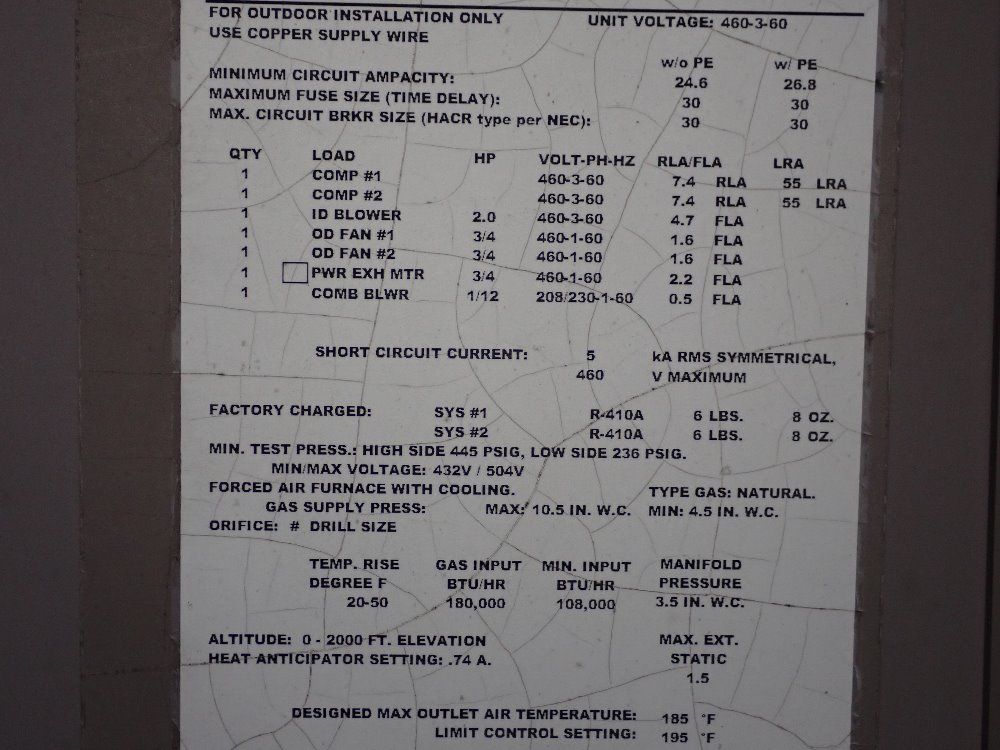 FOR OUTDOOR INSTALLATION ONLY UNIT VOLTAGE: 460-3-60
USE COPPER SUPPLY WIRE
w/o PE w/ PE
MINIMUM CIRCUIT AMPACITY: 24.6 26.8
MAXIMUM FUSE SIZE (TIME DELAY): 30 30
MAX. CIRCUIT BRKR SIZE (HACR type per NEC): 30 30
QTY LOAD HP VOLT-PH-HZ RLA/FLA LRA
1 COMP #1 460-3-60 7.4 RLA 55 LRA
1 COMP #2 460-3-60 7.4 RLA 55 LRA
1 ID BLOWER 2.0 460-3-60 4.7 FLA
1 OD FAN #1 3/4 460-1-60 1.6 FLA
1 OD FAN #2 3/4 460-1-60 1.6 FLA
1 PWR EXH MTR 3/4 460-1-60 2.2 FLA
1 COMB BLWR 1/12 208/230-1-60 0.5 FLA
SHORT CIRCUIT CURRENT: 5 kA RMS SYMMETRICAL,
460 V MAXIMUM
FACTORY CHARGED: SYS #1 R-410A 6 LBS. 8 OZ.
SYS #2 R-410A 6 LBS. 8 OZ.
MIN. TEST PRESS.: HIGH SIDE 445 PSIG, LOW SIDE 236 PSIG.
MIN/MAX VOLTAGE: 432V / 504V
FORCED AIR FURNACE WITH COOLING. TYPE GAS: NATURAL.
GAS SUPPLY PRESS: MAX: 10.5 IN. W.C. MIN: 4.5 IN. W.C.
ORIFICE: # DRILL SIZE
TEMP. RISE GAS INPUT MIN. INPUT MANIFOLD
DEGREE F BTU/HR BTU/HR PRESSURE
20-50 180,000 108,000 3.5 IN. W.C.
ALTITUDE: 0 - 2000 FT. ELEVATION MAX. EXT.
HEAT ANTICIPATOR SETTING: .74 A. STATIC
1.5
DESIGNED MAX OUTLET AIR TEMPERATURE: 185 °F
LIMIT CONTROL SETTING: 195 °F